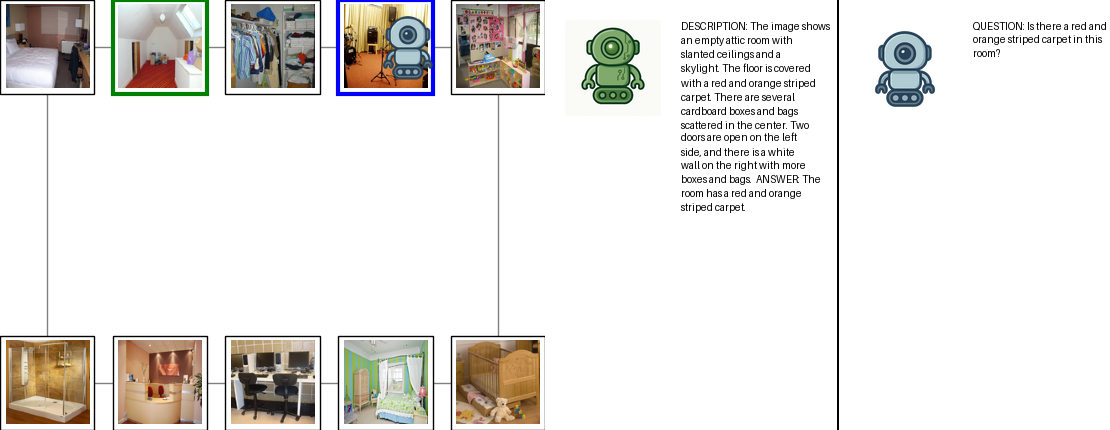 DESCRIPTION: The image shows
an empty attic room with
slanted ceilings and a
skylight. The floor is covered
with a red and orange striped
carpet. There are several
cardboard boxes and bags
scattered in the center. Two
doors are open on the left
side, and there is a white
wall on the right with more
boxes and bags. ANSWER: The
room has a red and orange
striped carpet.
QUESTION: Is there a red and
orange striped carpet in this
room?